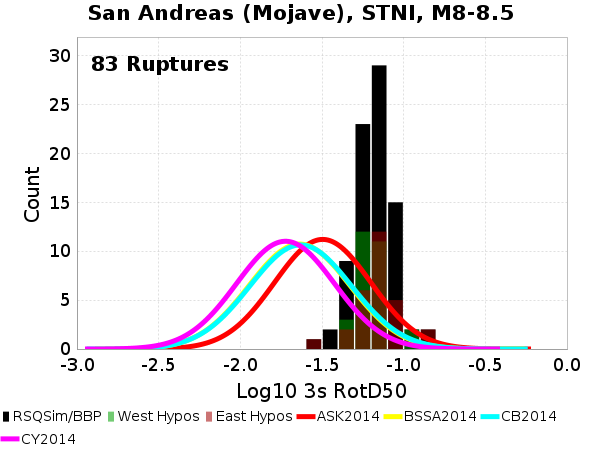 San Andreas (Mojave), STNI, M8-8.5
83 Ruptures
Count
30
25
20
15
10
5
0
-3.0 -2.5 -2.0 -1.5 -1.0 -0.5 0.0
Log10 3s RotD50
RSQSim/BBP West Hypos East Hypos ASK2014 BSSA2014 CB2014
CY2014